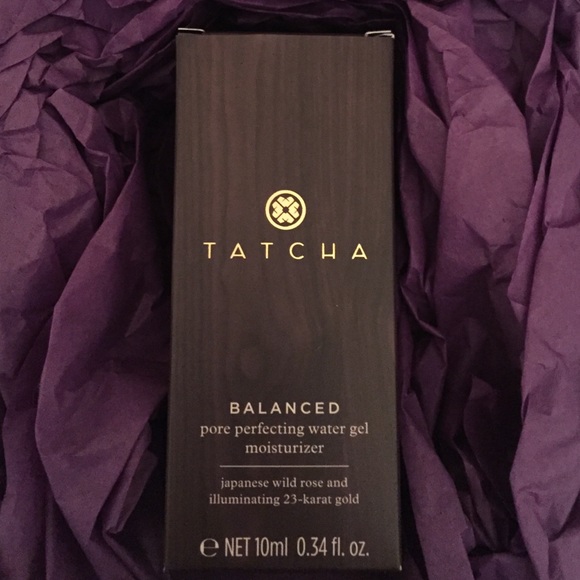 TATCHA
BALANCED
pore perfecting water gel
moisturizer
japanese wild rose and
illuminating 23-karat gold
℮ NET 10ml 0.34 fl. oz.